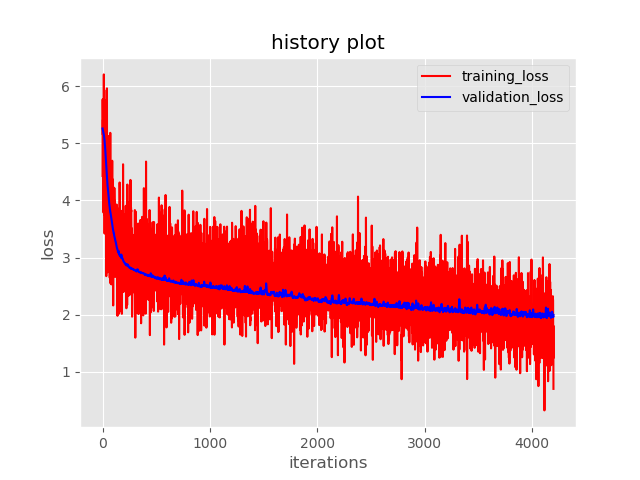 history plot
training_loss
validation_loss
6
5
4
3
2
1
loss
0 1000 2000 3000 4000
iterations